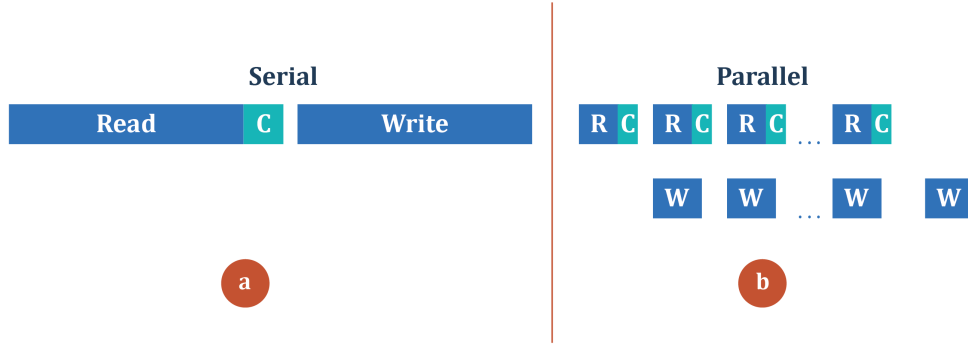 Serial
Read C Write
a
Parallel
R C R C R C ... R C
W W ... W W
b